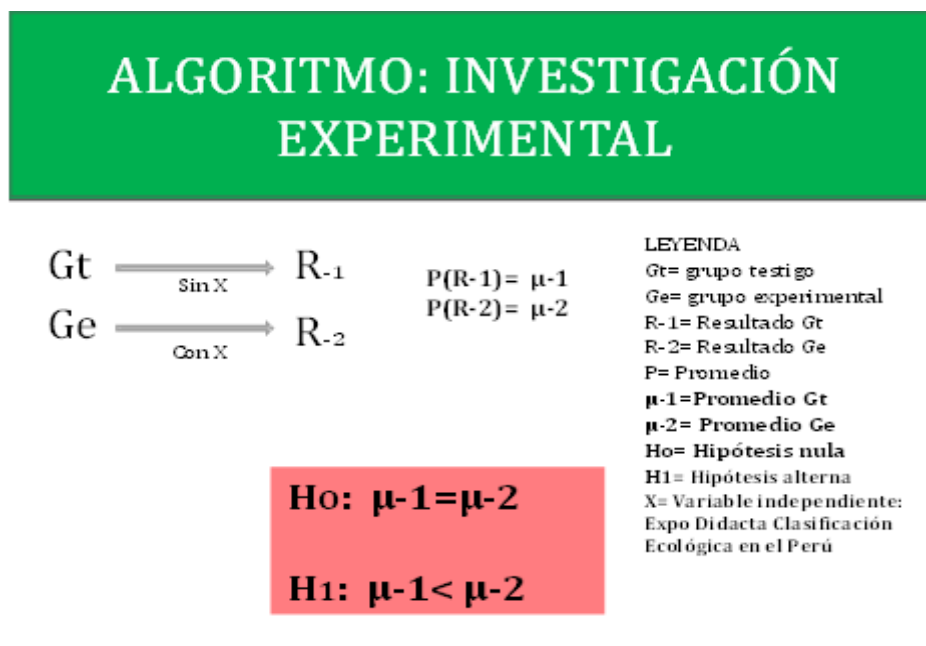 ALGORITMO: INVESTIGACIÓN
EXPERIMENTAL
Gt
Sin X
R-1
Ge
Con X
R-2
P(R-1)= μ-1
P(R-2)= μ-2
LEYENDA
Gt= grupo testigo
Ge= grupo experimental
R-1= Resultado Gt
R-2= Resultado Ge
P= Promedio
μ-1=Promedio Gt
μ-2= Promedio Ge
Ho= Hipótesis nula
H1= Hipótesis alterna
X= Variable independiente:
Expo Didacta Clasificación
Ecológica en el Perú
Ho: μ-1=μ-2
H1: μ-1< μ-2